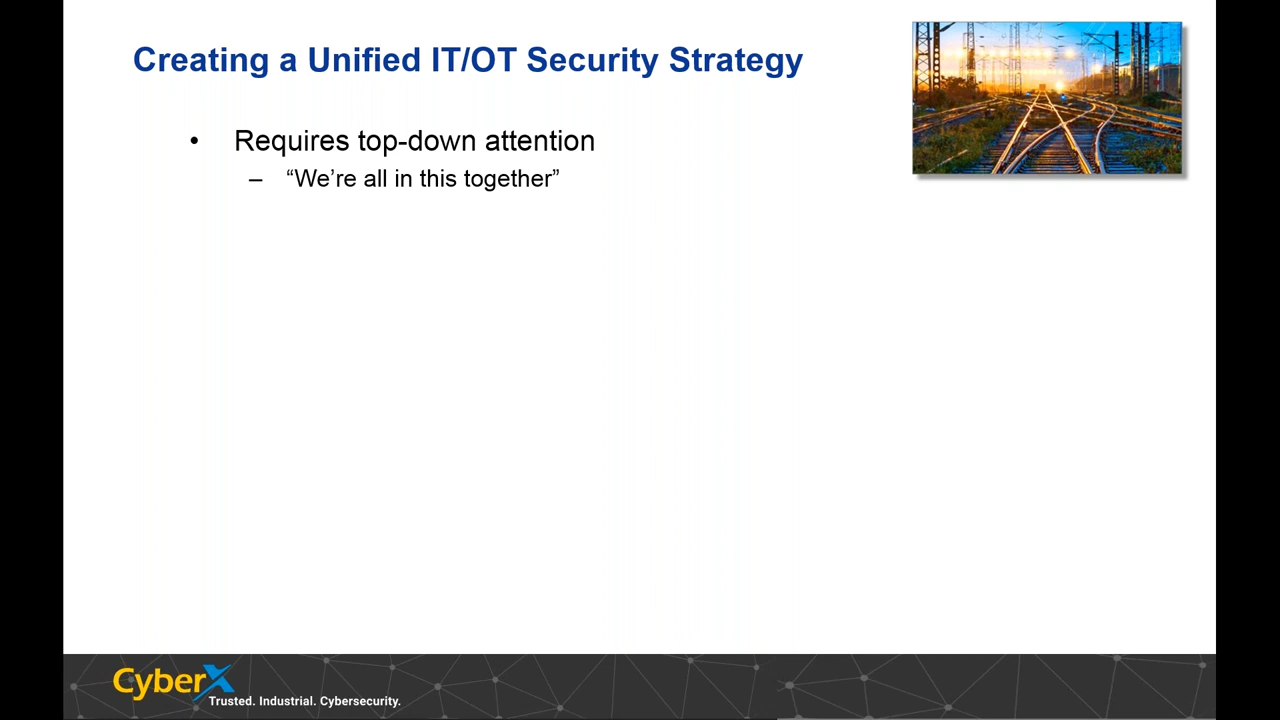 Creating a Unified IT/OT Security Strategy
• Requires top-down attention
– “We’re all in this together”
CyberX
Trusted. Industrial. Cybersecurity.